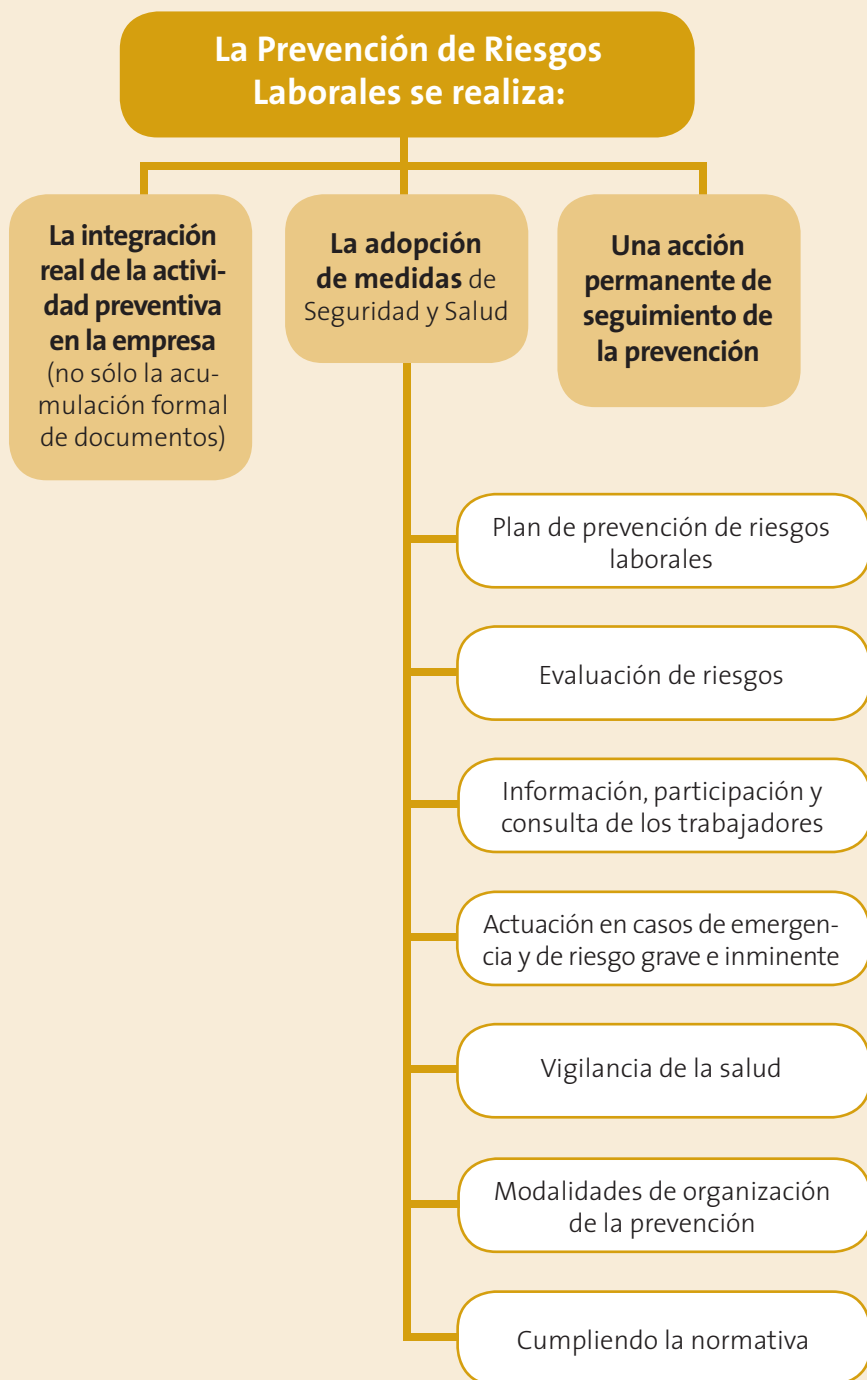 La Prevención de Riesgos
Laborales se realiza:
La integración
real de la activi-
dad preventiva
en la empresa
(no sólo la acu-
mulación formal
de documentos)
La adopción
de medidas de
Seguridad y Salud
Una acción
permanente de
seguimiento de
la prevención
Plan de prevención de riesgos
laborales
Evaluación de riesgos
Información, participación y
consulta de los trabajadores
Actuación en casos de emergen-
cia y de riesgo grave e inminente
Vigilancia de la salud
Modalidades de organización
de la prevención
Cumpliendo la normativa